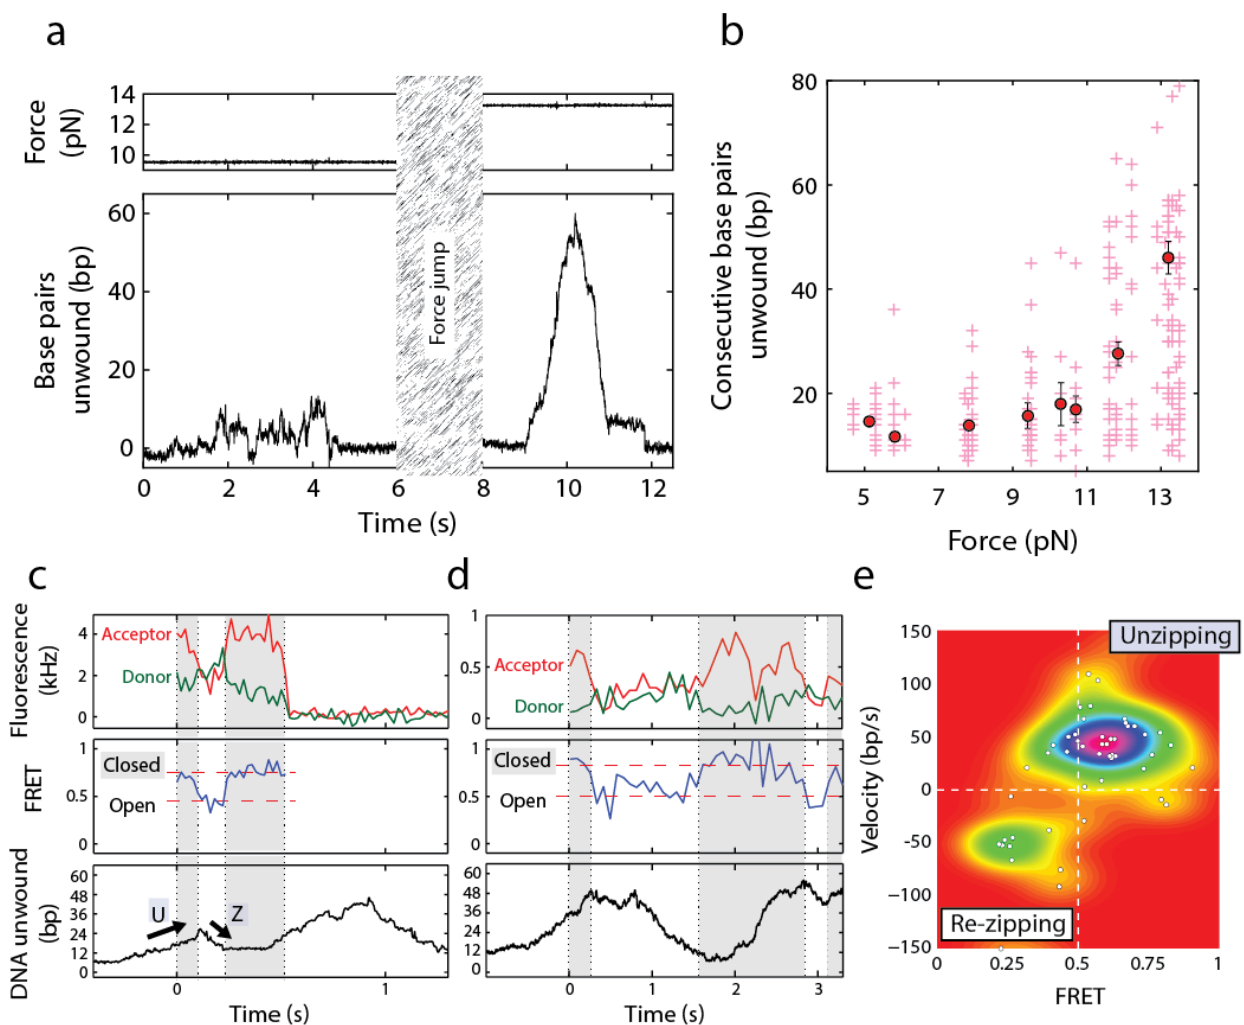 a
Force
(pN)
14
12
10
Base pairs
unwound (bp)
60
40
20
0
Force jump
0
2
4
6
8
10
12
Time (s)
b
Consecutive base pairs
unwound (bp)
80
60
40
20
5
7
9
11
13
Force (pN)
c
Fluorescence
(kHz)
4
2
0
Acceptor
Donor
FRET
1
0.5
0
Closed
Open
DNA unwound
(bp)
60
48
36
24
12
0
U
Z
0
1
Time (s)
d
1
0.5
0
Acceptor
Donor
1
0.5
0
Closed
Open
60
48
36
24
12
0
0
1
2
3
Time (s)
e
Unzipping
Velocity (bp/s)
150
100
50
0
−50
−100
−150
Re-zipping
0
0.25
0.5
0.75
1
FRET